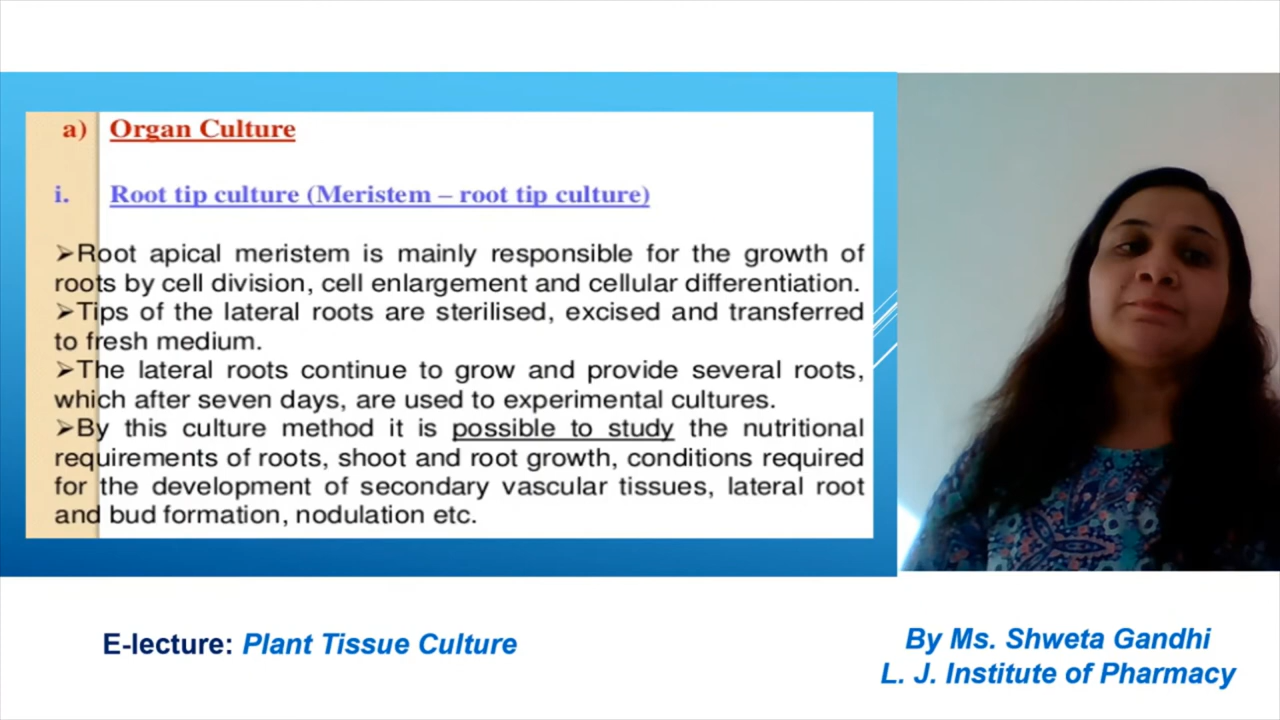 a) Organ Culture
i. Root tip culture (Meristem – root tip culture)
➢Root apical meristem is mainly responsible for the growth of
roots by cell division, cell enlargement and cellular differentiation.
➢Tips of the lateral roots are sterilised, excised and transferred
to fresh medium.
➢The lateral roots continue to grow and provide several roots,
which after seven days, are used to experimental cultures.
➢By this culture method it is possible to study the nutritional
requirements of roots, shoot and root growth, conditions required
for the development of secondary vascular tissues, lateral root
and bud formation, nodulation etc.
E-lecture: Plant Tissue Culture
By Ms. Shweta Gandhi
L. J. Institute of Pharmacy